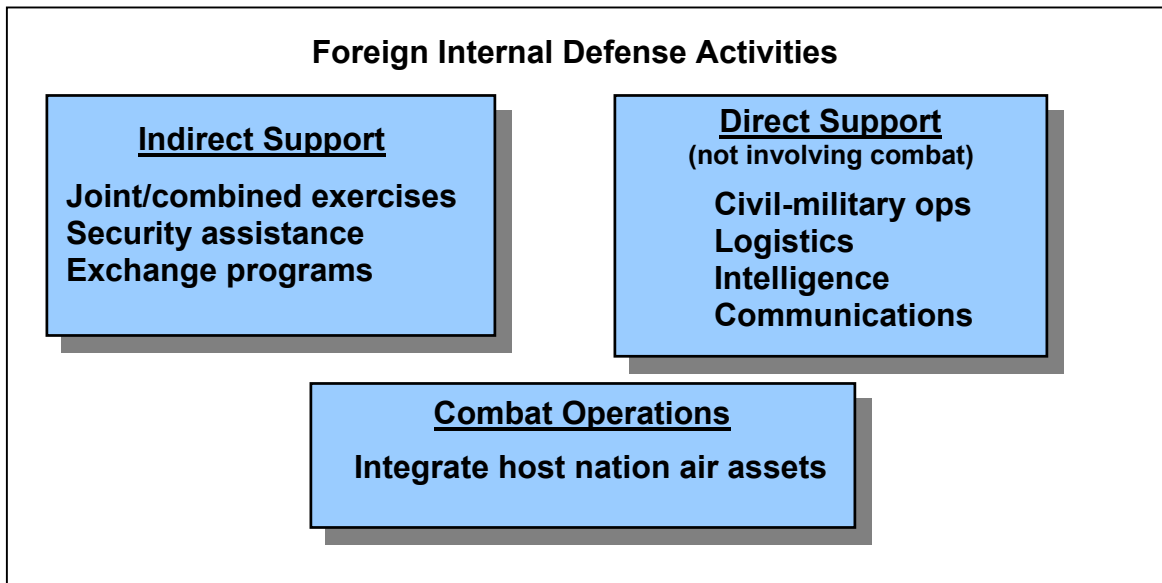 Foreign Internal Defense Activities
Indirect Support
Joint/combined exercises
Security assistance
Exchange programs
Direct Support
(not involving combat)
Civil-military ops
Logistics
Intelligence
Communications
Combat Operations
Integrate host nation air assets